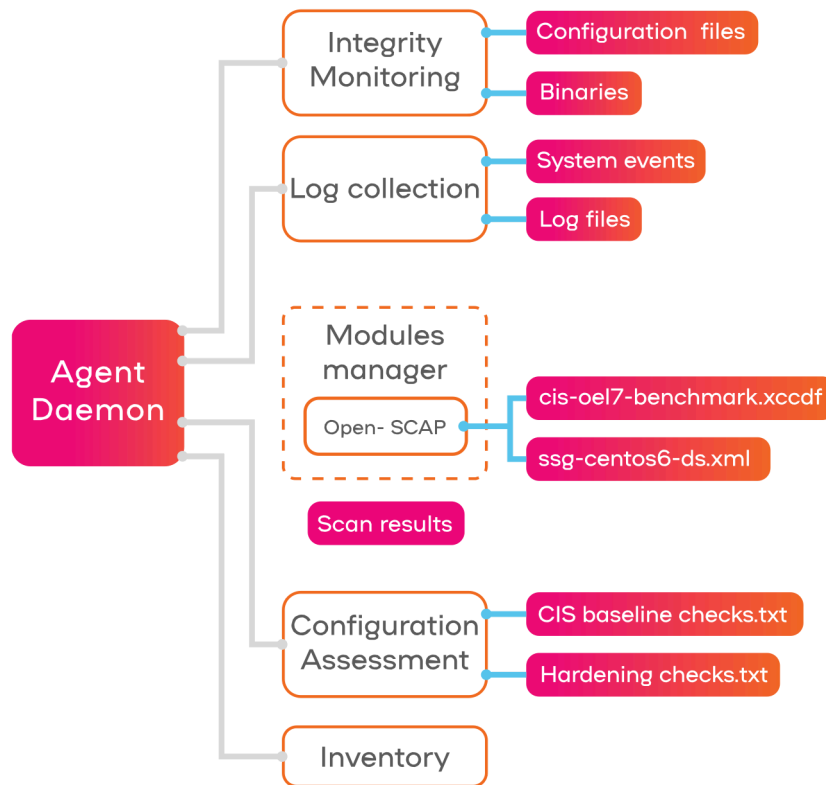 Integrity
Monitoring
Configuration files
Binaries
Log collection
System events
Log files
Agent
Daemon
Modules
manager
Open- SCAP
cis-oel7-benchmark.xccdf
ssg-centos6-ds.xml
Scan results
Configuration
Assessment
CIS baseline checks.txt
Hardening checks.txt
Inventory